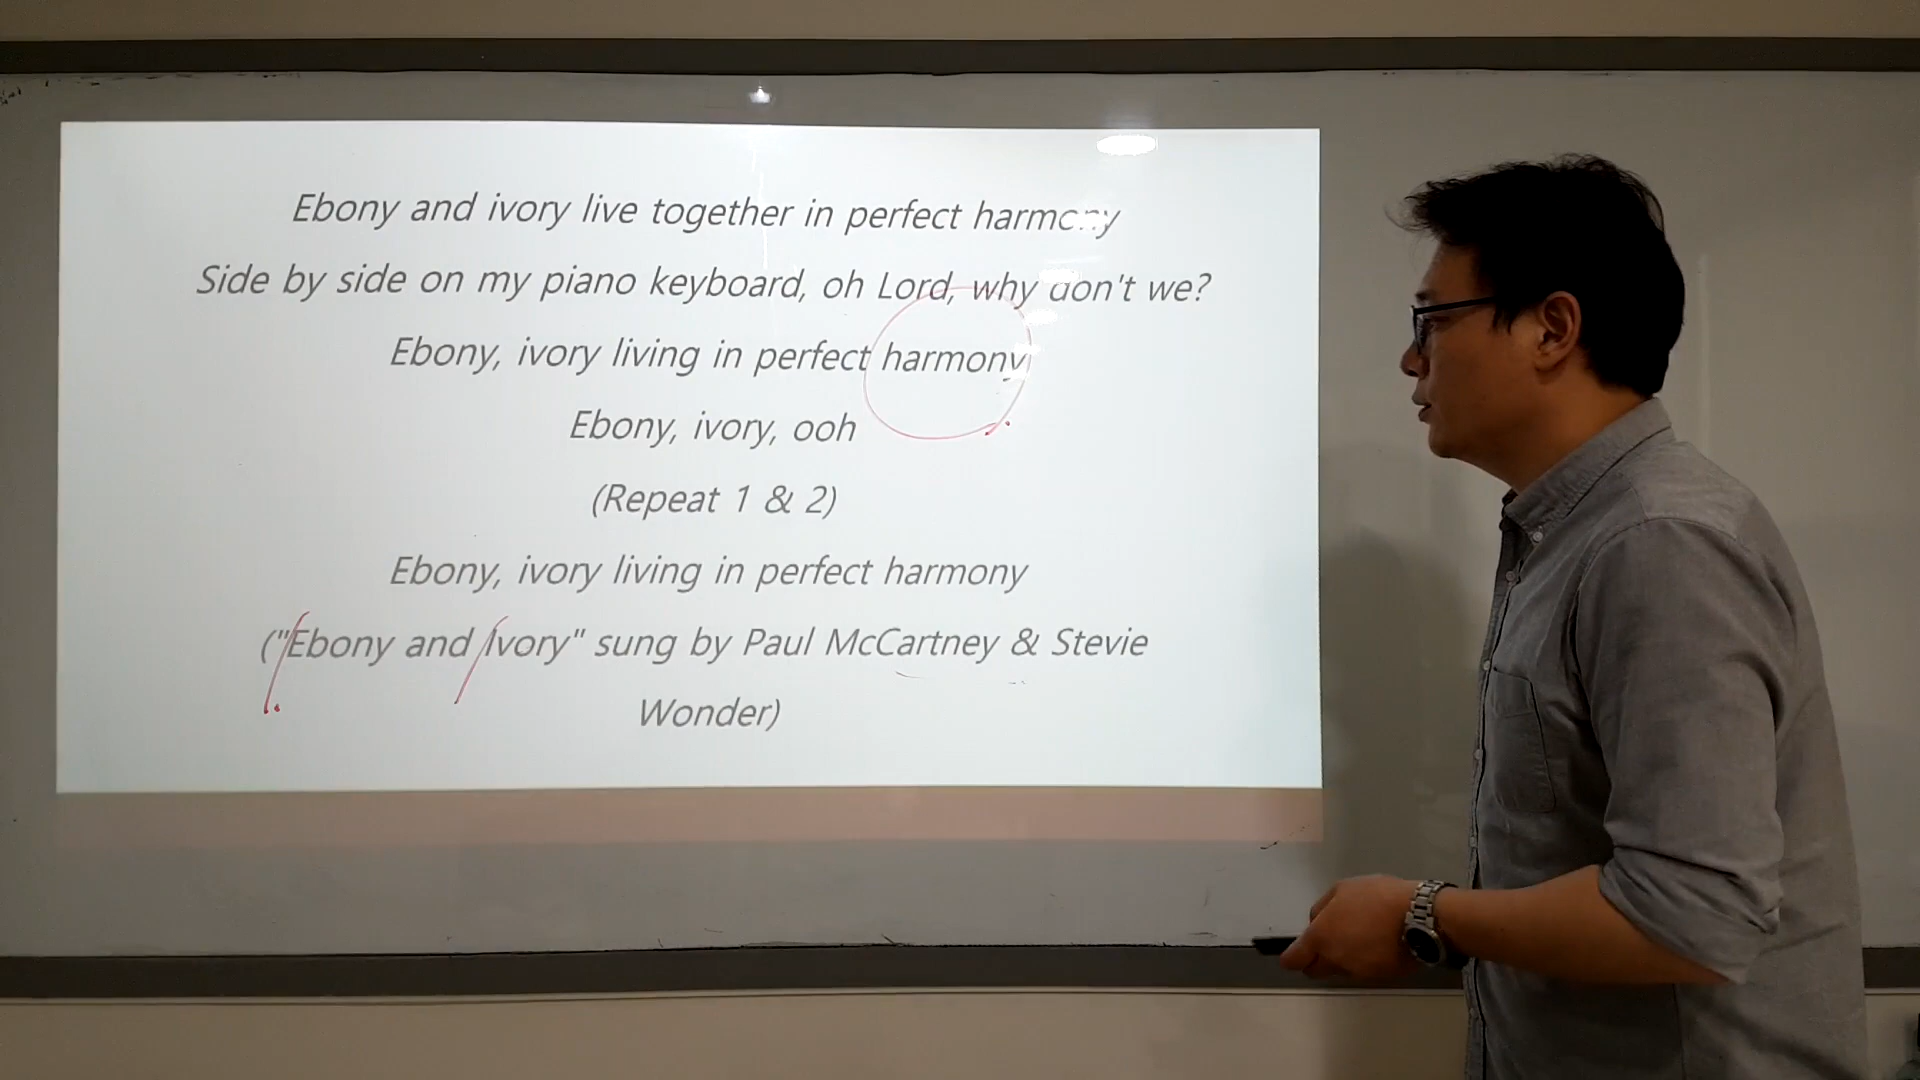 Ebony and ivory live together in perfect harmony
Side by side on my piano keyboard, oh Lord, why don't we?
Ebony, ivory living in perfect harmony
Ebony, ivory, ooh
(Repeat 1 & 2)
Ebony, ivory living in perfect harmony
("Ebony and Ivory" sung by Paul McCartney & Stevie
Wonder)